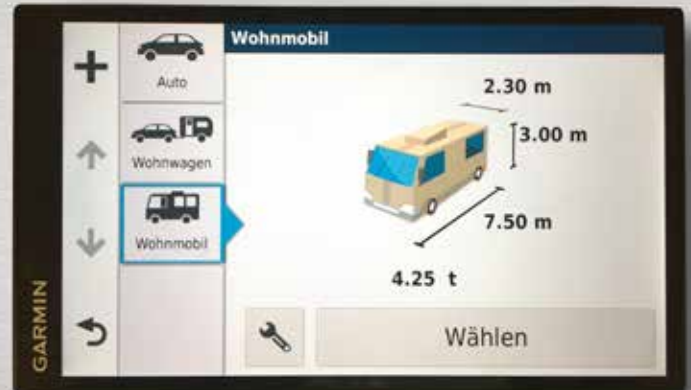 GARMIN
Auto
Wohnwagen
Wohnmobil
Wohnmobil
2.30 m
3.00 m
7.50 m
4.25 t
Wählen